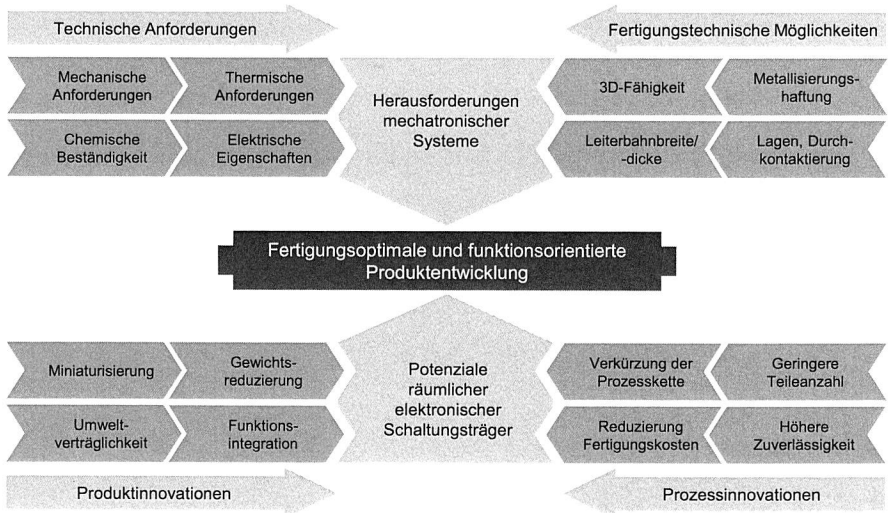 Technische Anforderungen
Fertigungstechnische Möglichkeiten
Mechanische
Anforderungen
Thermische
Anforderungen
Chemische
Beständigkeit
Elektrische
Eigenschaften
Herausforderungen
mechatronischer
Systeme
3D-Fähigkeit
Metallisierungs-
haftung
Leiterbahnbreite/
-dicke
Lagen, Durch-
kontaktierung
Fertigungsoptimale und funktionsorientierte
Produktentwicklung
Miniaturisierung
Gewichts-
reduzierung
Umwelt-
verträglichkeit
Funktions-
integration
Potenziale
räumlicher
elektronischer
Schaltungsträger
Verkürzung der
Prozesskette
Geringere
Teileanzahl
Reduzierung
Fertigungskosten
Höhere
Zuverlässigkeit
Produktinnovationen
Prozessinnovationen